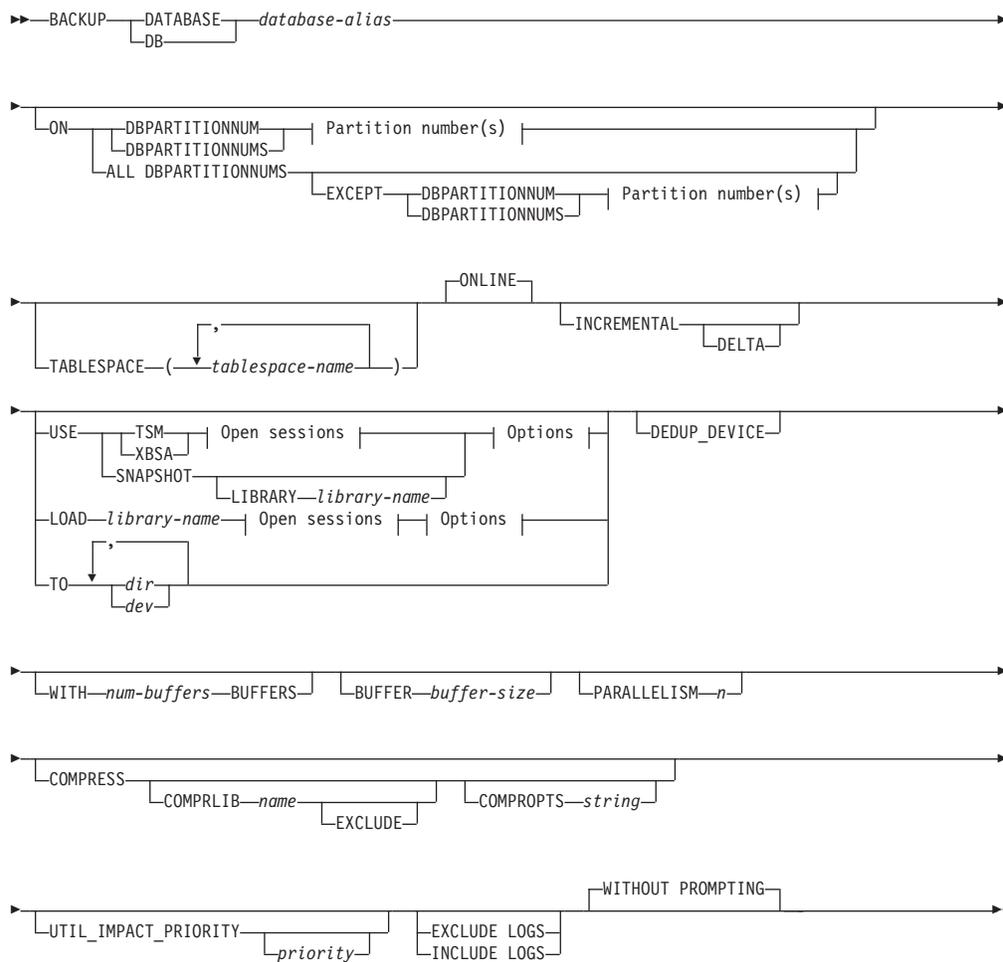 BACKUP DATABASE database-alias
DB
ON DBPARTITIONNUM Partition number(s)
DBPARTITIONNUMS
ALL DBPARTITIONNUMS
EXCEPT DBPARTITIONNUM Partition number(s)
DBPARTITIONNUMS
ONLINE
TABLESPACE ( , tablespace-name )
INCREMENTAL
DELTA
USE TSM Open sessions Options DEDUP_DEVICE
XBSA
SNAPSHOT
LIBRARY library-name
LOAD library-name Open sessions Options
,
TO dir
dev
WITH num-buffers BUFFERS BUFFER buffer-size PARALLELISM n
COMPRESS
COMPRLIB name COMPROPTS string
EXCLUDE
WITHOUT PROMPTING
UTIL_IMPACT_PRIORITY EXCLUDE LOGS
priority INCLUDE LOGS